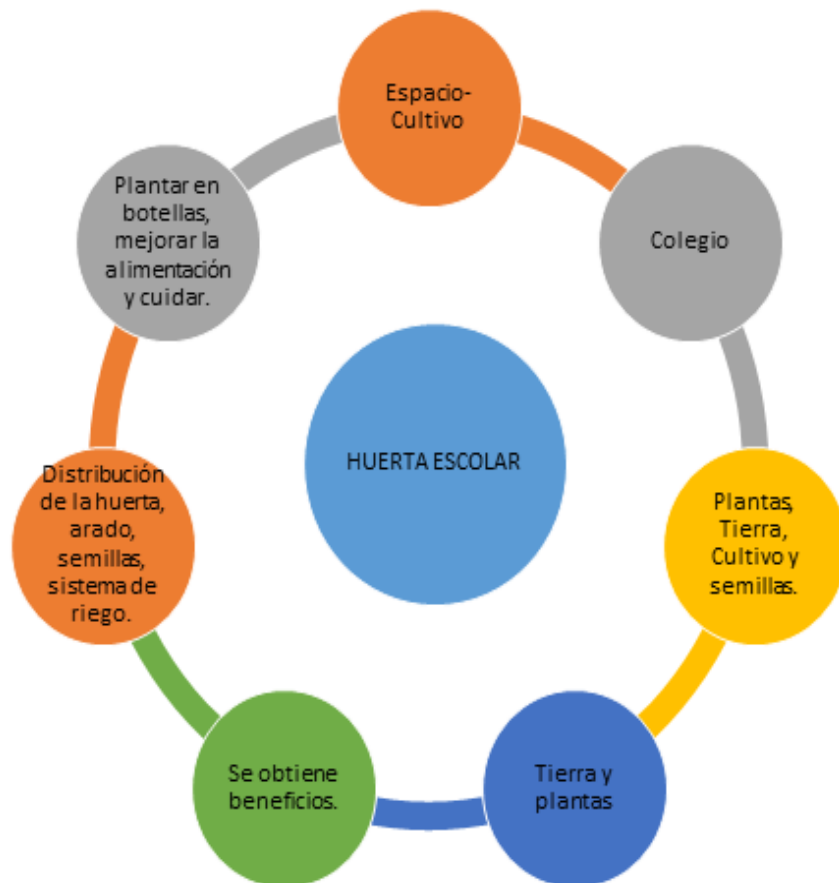 Espacio-
Cultivo
Colegio
Plantas,
Tierra,
Cultivo y
semillas.
Tierra y
plantas
Se obtiene
beneficios.
Distribución
de la huerta,
arado,
semillas,
sistema de
riego.
Plantar en
botellas,
mejorar la
alimentación
y cuidar.
HUERTA ESCOLAR